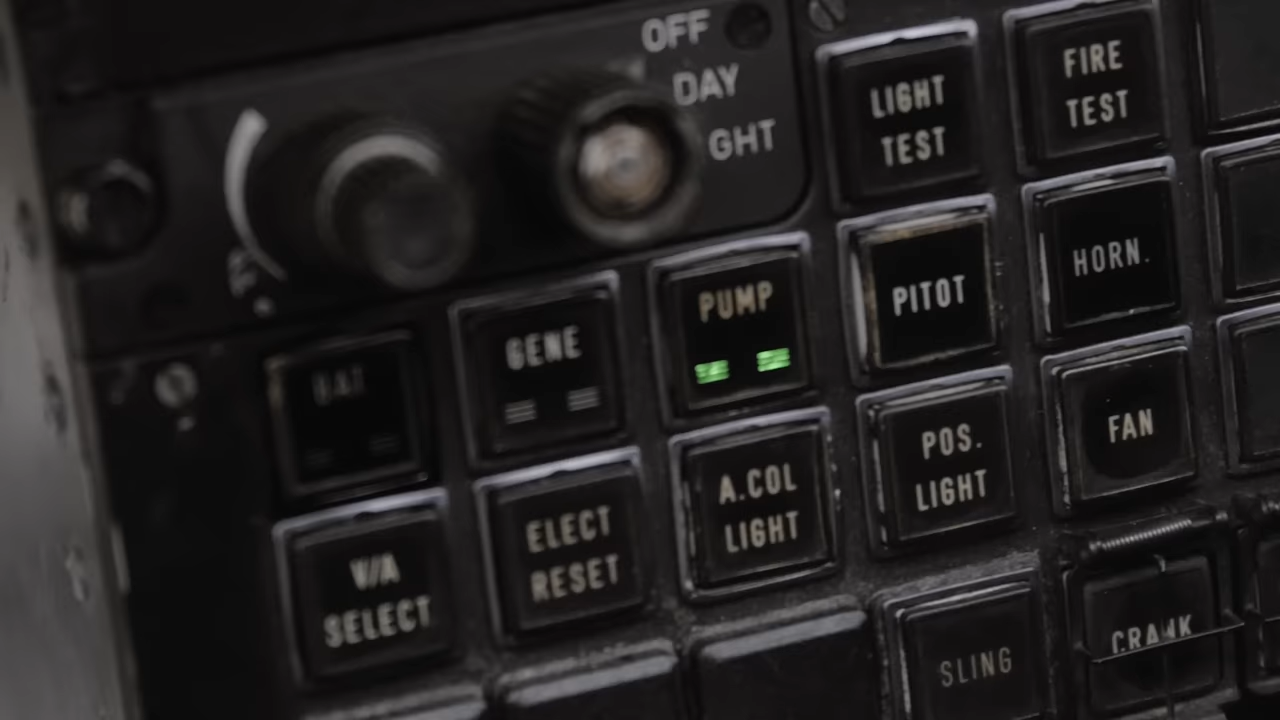 OFF
DAY
GHT
LIGHT
TEST
FIRE
TEST
BAT
GENE
PUMP
PITOT
HORN.
V/A
SELECT
ELECT
RESET
A.COL
LIGHT
POS.
LIGHT
FAN
SLING
CRANK